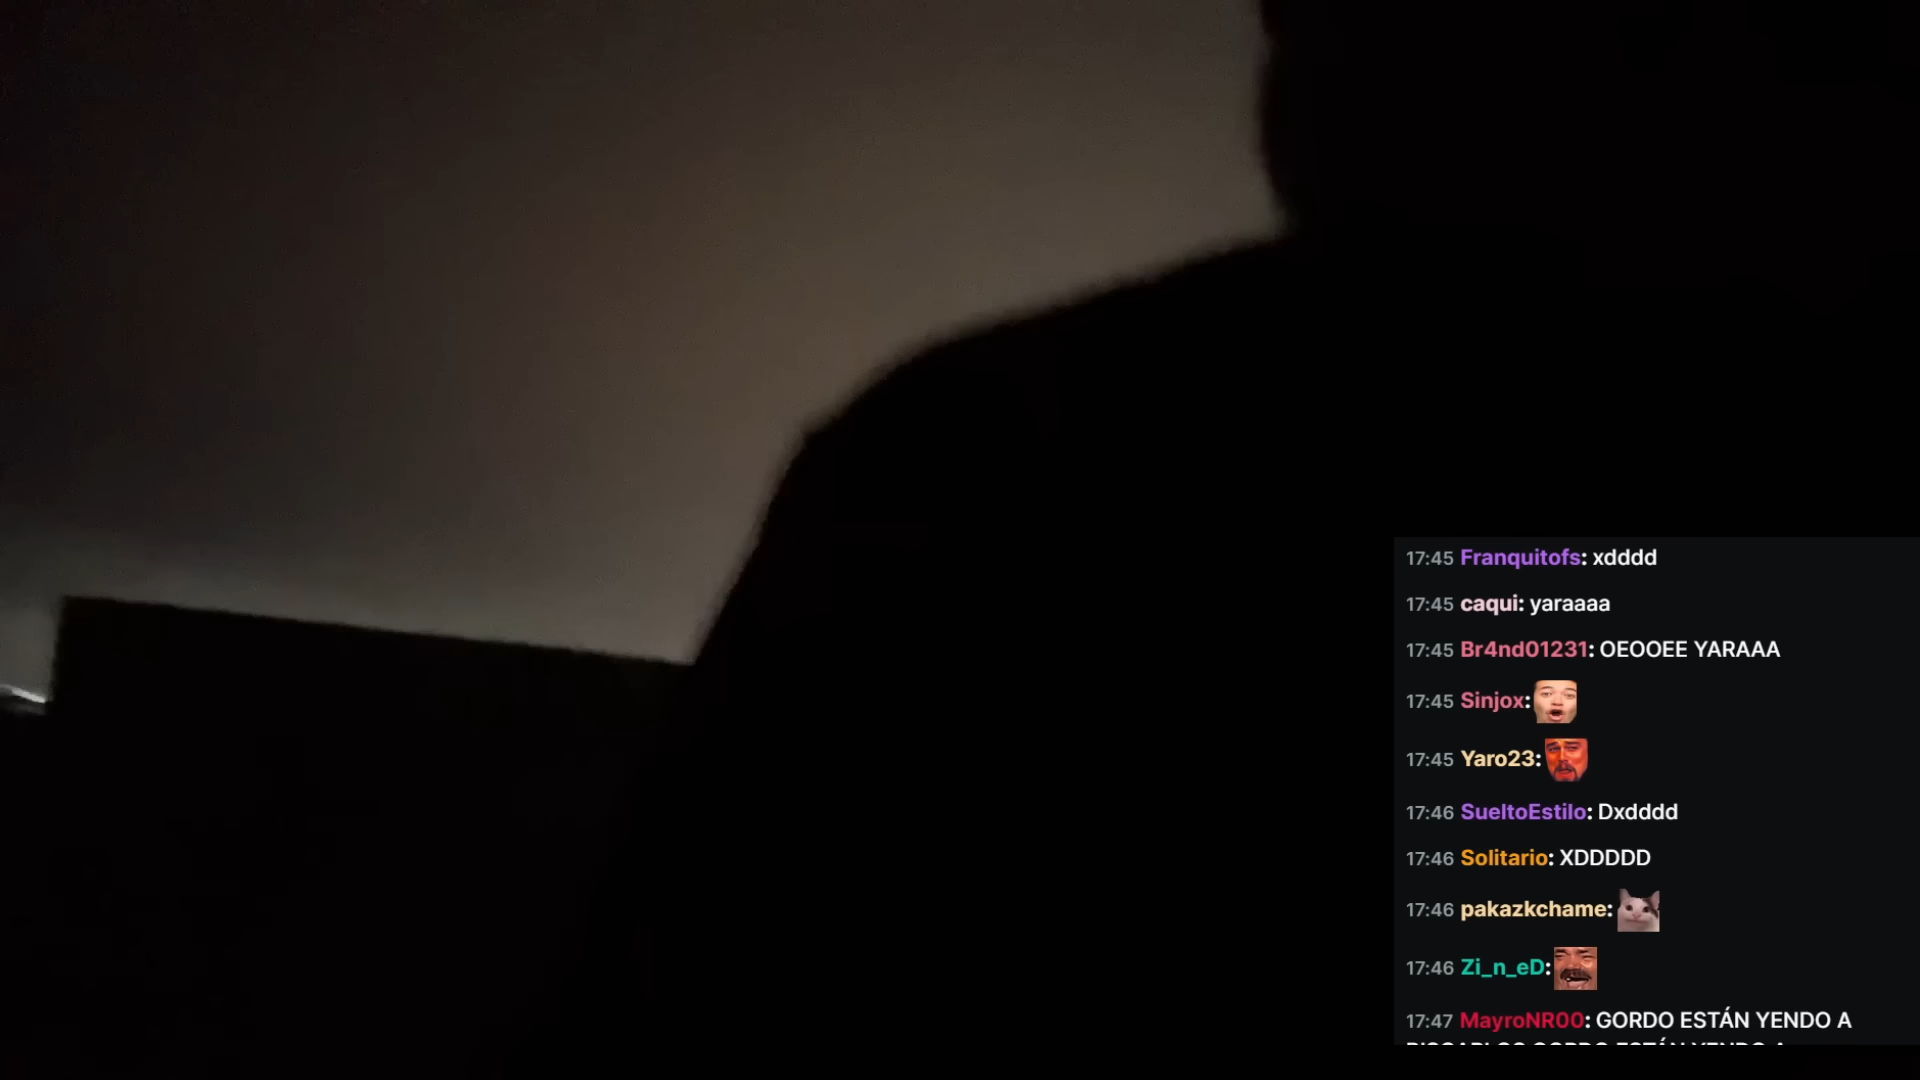 17:45 Franquitofs: xdddd
17:45 caqui: yaraaaa
17:45 Br4nd01231: OEOOEE YARAAA
17:45 Sinjox:
17:45 Yaro23:
17:46 SueltoEstilo: Dxdddd
17:46 Solitario: XDDDDD
17:46 pakazkchame:
17:46 Zi_n_eD:
17:47 MayroNR00: GORDO ESTÁN YENDO A